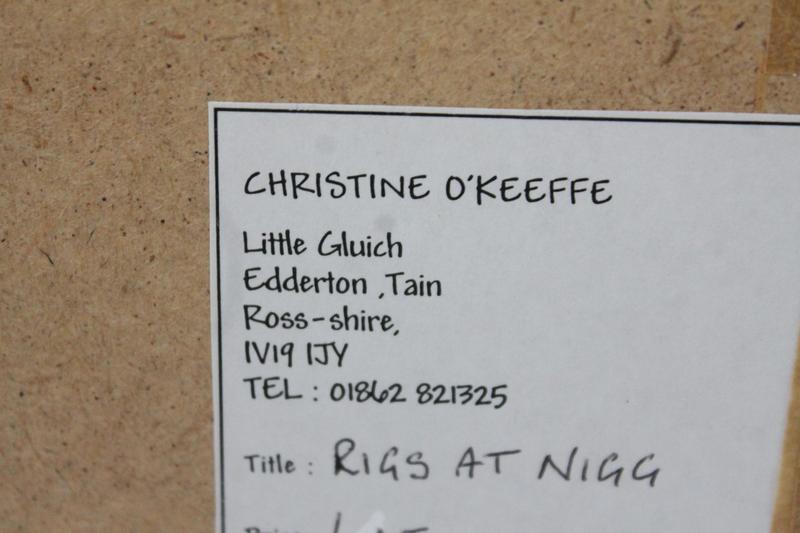 CHRISTINE O'KEEFFE
Little Gluich
Edderton ,Tain
Ross-shire,
IV19 1JY
TEL : 01862 821325
Title : RIGS AT NIGG